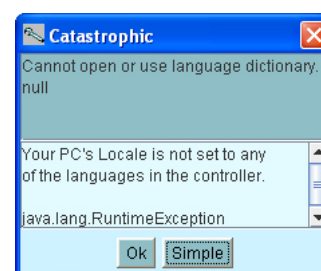 Catastrophic
Cannot open or use language dictionary.
null
Your PC's Locale is not set to any
of the languages in the controller.
java.lang.RuntimeException
Ok Simple